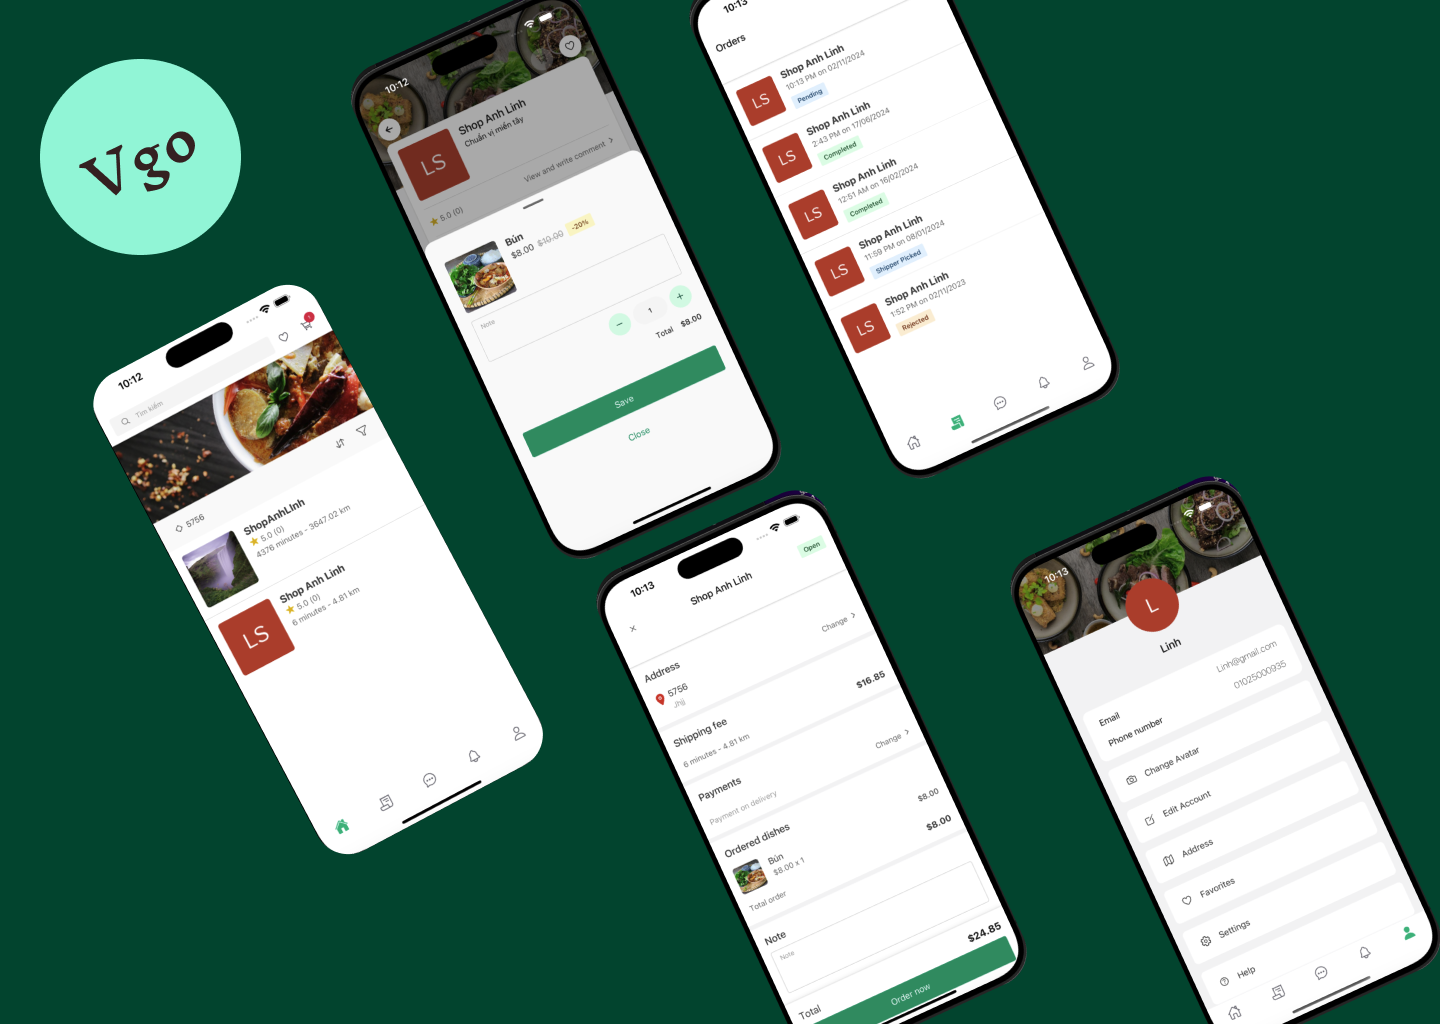 Vgo
10:12
1
Tìm kiếm
5756
ShopAnhLinh
5.0 (0)
4376 minutes - 3647.02 km
LS
Shop Anh Linh
5.0 (0)
6 minutes - 4.81 km
10:12
LS
Shop Anh Linh
Chuẩn vị miền tây
View and write comment
5.0 (0)
Bún
$8.00 $10.00 -20%
Note
1
Total $8.00
Save
Close
10:13
Orders
LS
Shop Anh Linh
10:13 PM on 02/11/2024
Pending
LS
Shop Anh Linh
2:43 PM on 17/06/2024
Completed
LS
Shop Anh Linh
12:51 AM on 16/02/2024
Completed
LS
Shop Anh Linh
11:59 PM on 08/01/2024
Shipper Picked
LS
Shop Anh Linh
1:52 PM on 02/11/2023
Rejected
10:13
Shop Anh Linh
Open
Address
Change
5756
Jhjj
Shipping fee
$16.85
6 minutes - 4.81 km
Payments
Change
Payment on delivery
Ordered dishes
Bún
$8.00
$8.00 x 1
Total order
$8.00
Note
Note
Total
$24.85
Order now
10:13
L
Linh
Email
Linh@gmail.com
Phone number
01025000935
Change Avatar
Edit Account
Address
Favorites
Settings
Help